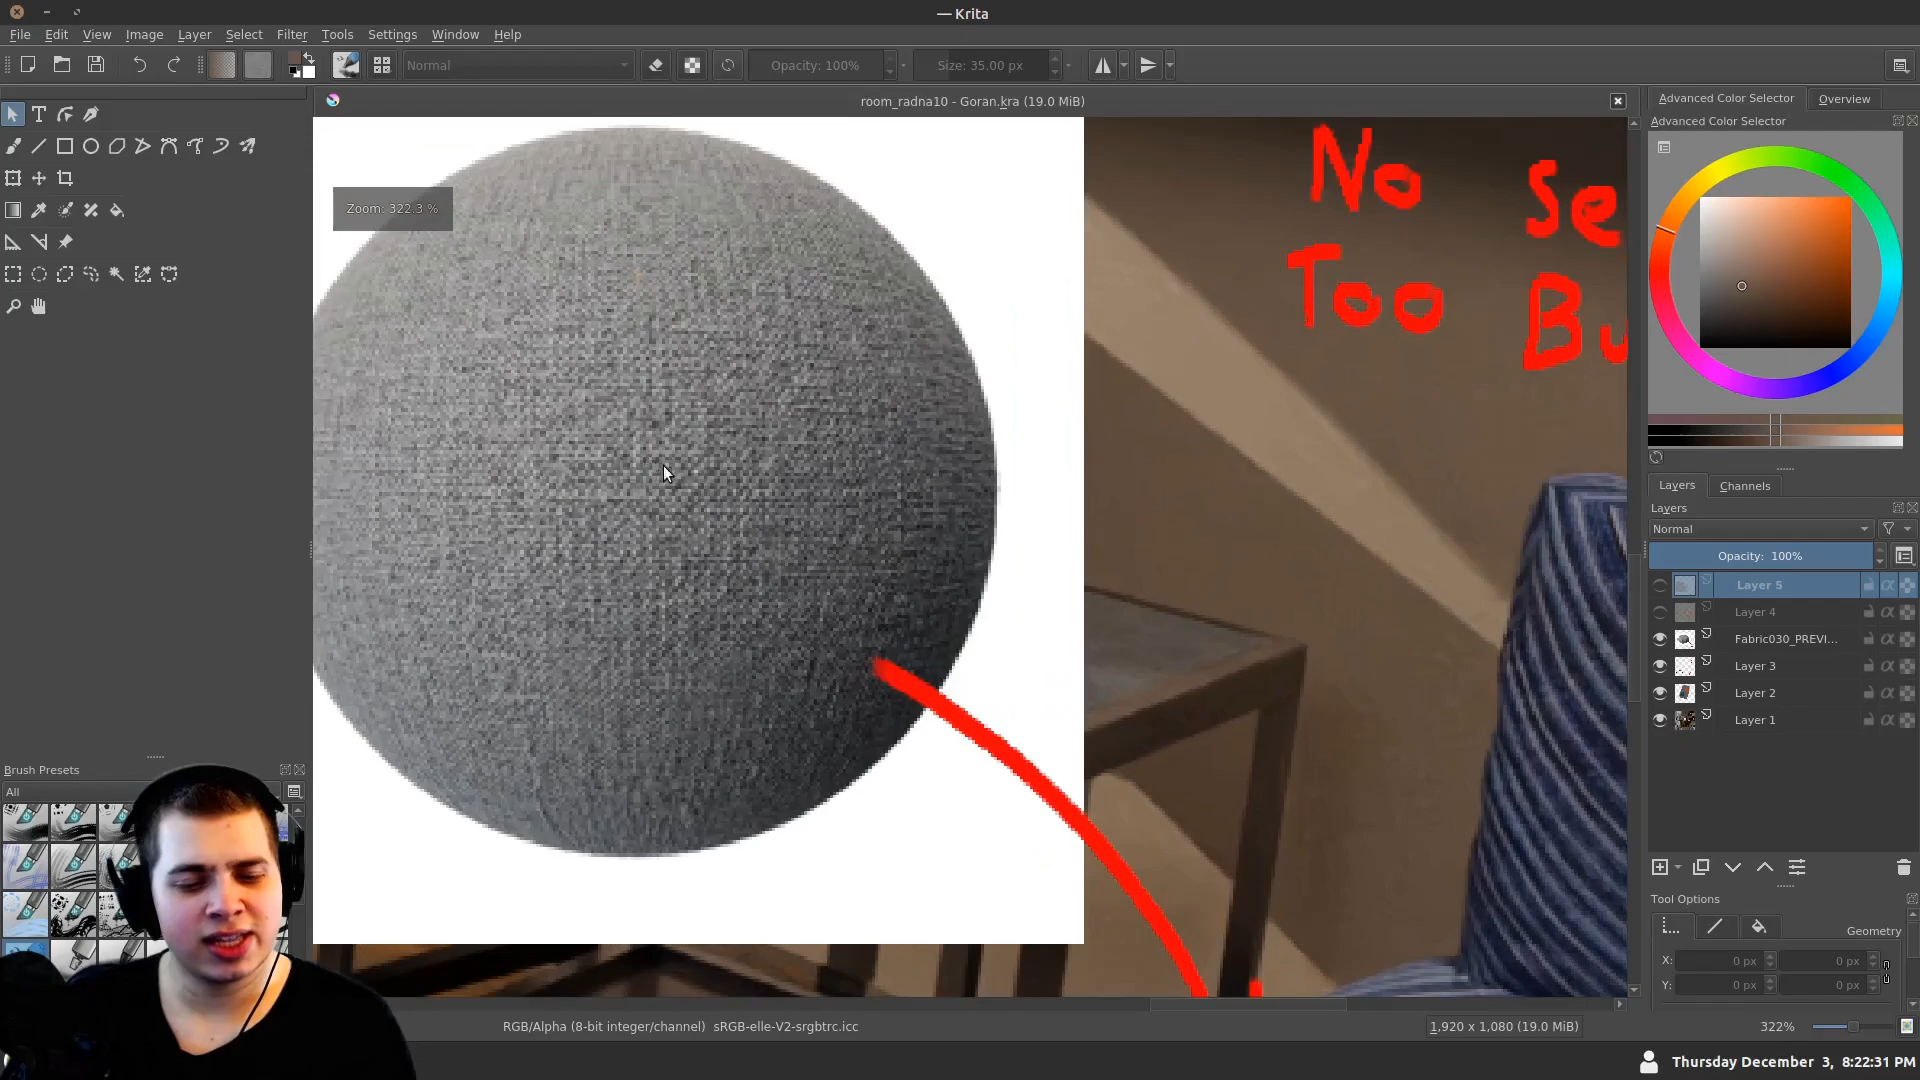 — Krita
File Edit View Image Layer Select Filter Tools Settings Window Help
Normal Opacity: 100% Size: 35.00 px
room_radna10 - Goran.kra (19.0 MiB)
Advanced Color Selector Overview
Advanced Color Selector
Zoom: 322.3 %
No Se
Too Bu
Layers Channels
Layers
Normal
Opacity: 100%
Layer 5
Layer 4
Fabric030_PREVI...
Layer 3
Layer 2
Layer 1
Brush Presets
All
Tool Options
Geometry
X: 0 px 0 px
Y: 0 px 0 px
RGB/Alpha (8-bit integer/channel) sRGB-elle-V2-srgbtrc.icc
1,920 x 1,080 (19.0 MiB)
322%
Thursday December 3, 8:22:31 PM